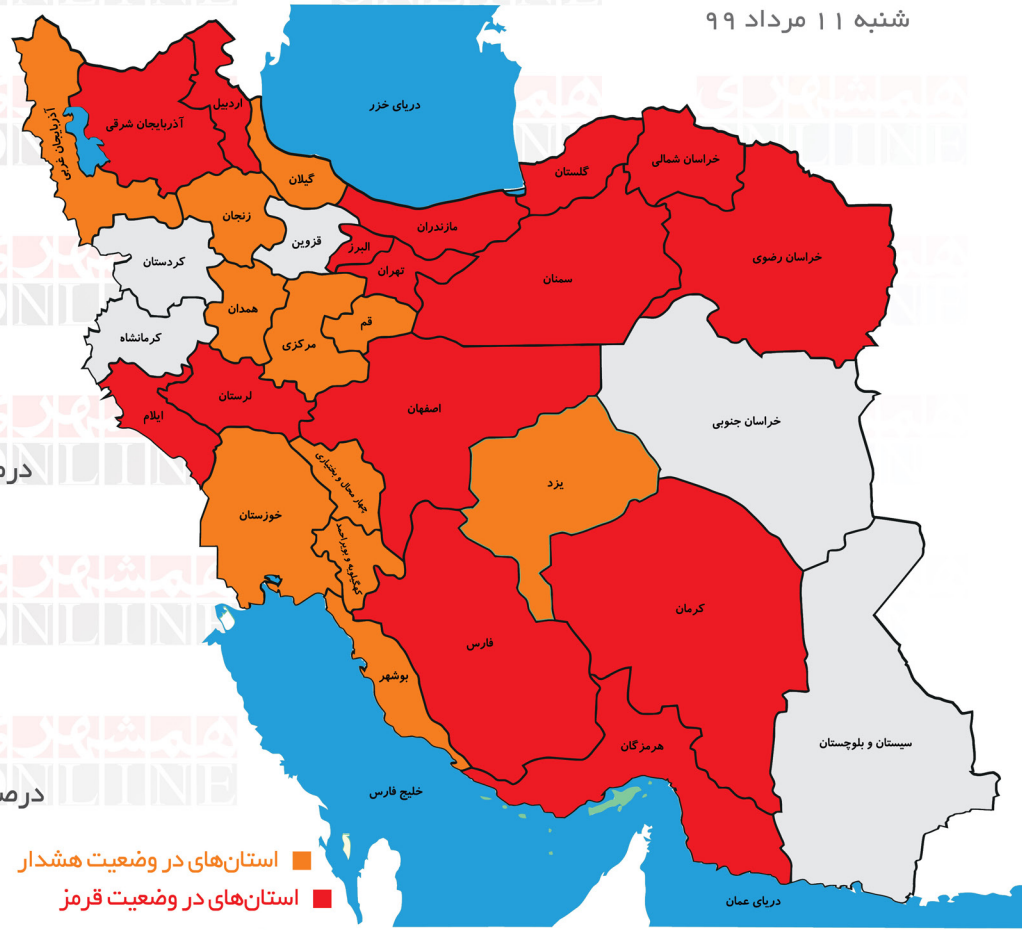 شنبه ۱۱ مرداد ۹۹
دریای خزر
اردبیل
آذربایجان شرقی
آذربایجان غربی
گیلان
خراسان شمالی
گلستان
زنجان
مازندران
قزوین
البرز
کردستان
تهران
خراسان رضوی
سمنان
همدان
قم
کرمانشاه
مرکزی
لرستان
اصفهان
ایلام
خراسان جنوبی
چهار محال و بختیاری
یزد
خوزستان
کهگیلویه و بویراحمد
کرمان
فارس
بوشهر
هرمزگان
سیستان و بلوچستان
خلیج فارس
دریای عمان
استان‌های در وضعیت هشدار
استان‌های در وضعیت قرمز